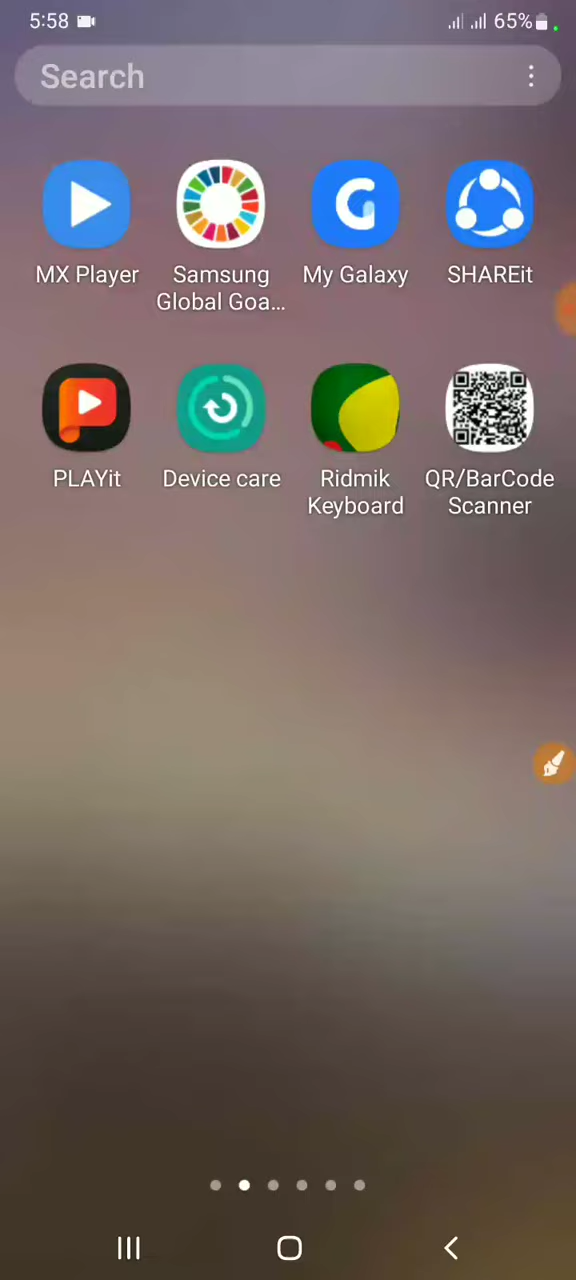 5:58
65%
Search
MX Player
Samsung
Global Goa...
My Galaxy
SHAREit
PLAYit
Device care
Ridmik
Keyboard
QR/BarCode
Scanner